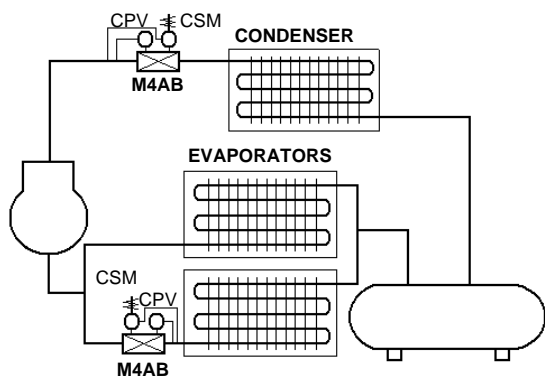 CPV CSM
CONDENSER
M4AB
EVAPORATORS
CSM
CPV
M4AB